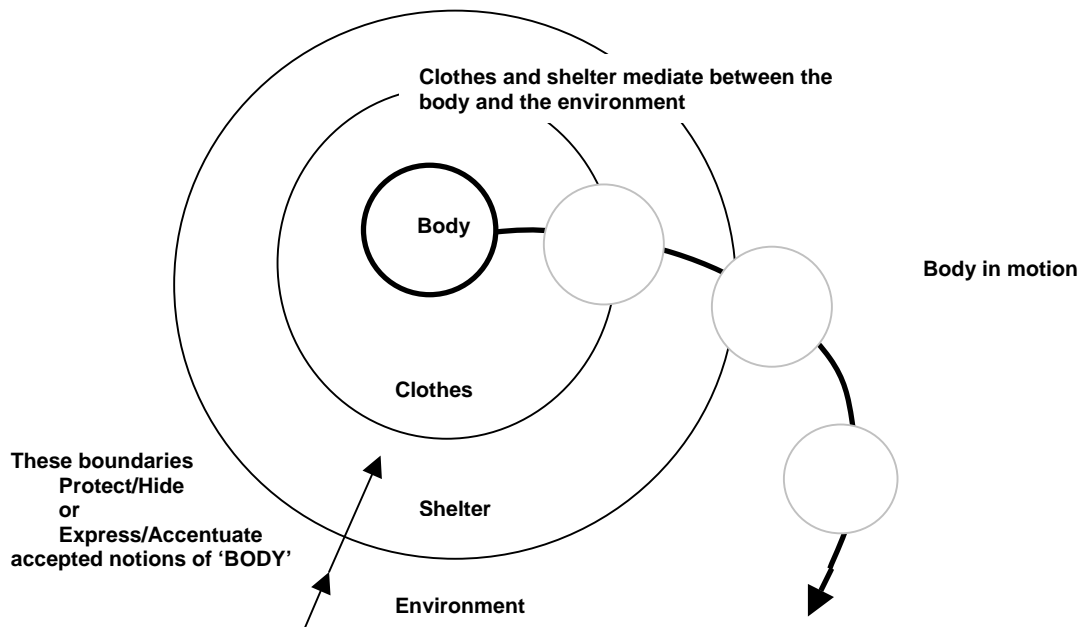 Clothes and shelter mediate between the
body and the environment
Body
Body in motion
Clothes
These boundaries
Protect/Hide
or
Express/Accentuate
accepted notions of ‘BODY’
Shelter
Environment